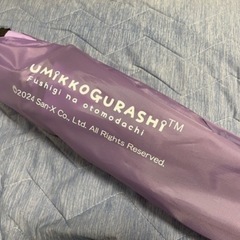 UMiKKOGURASHi™
Fushigi na otomodachi
©2024 San-X Co., Ltd. All Rights Reserved.